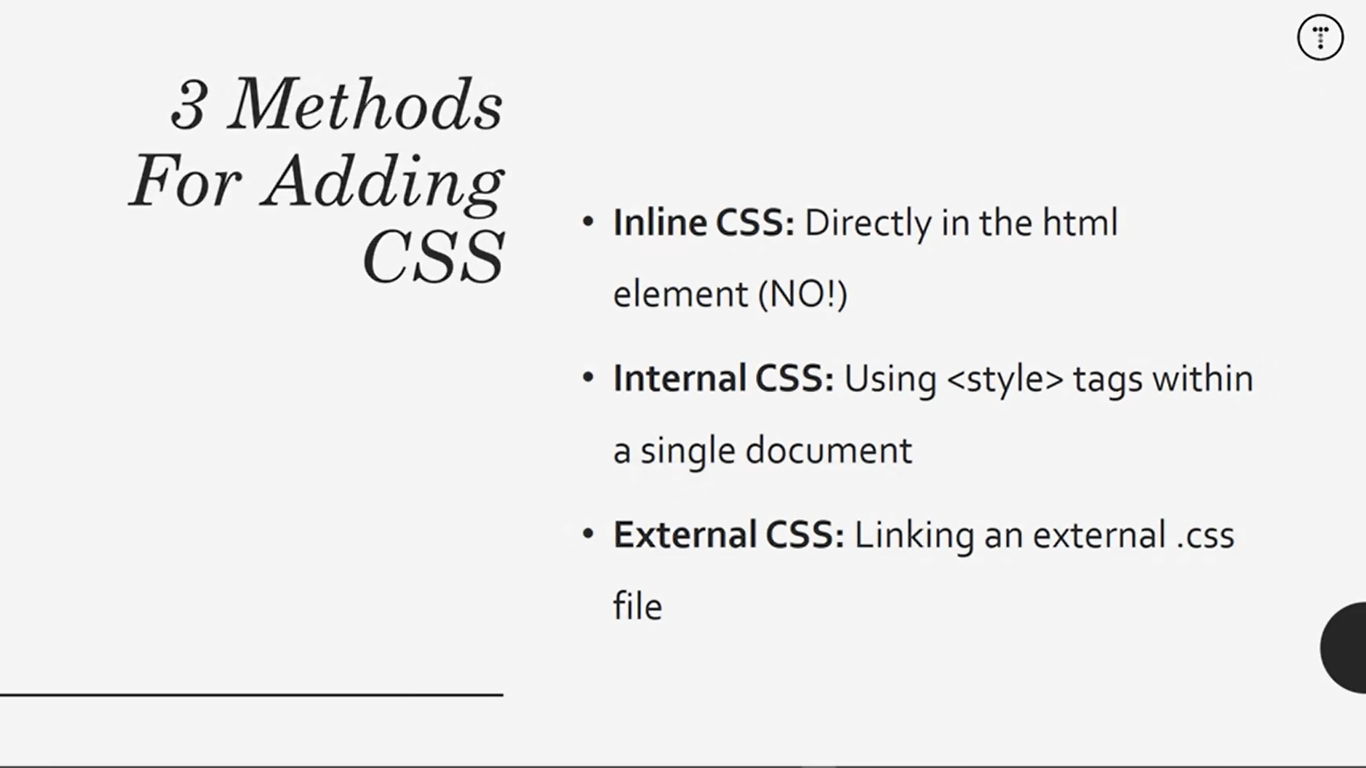 3 Methods
For Adding
CSS
• Inline CSS: Directly in the html
element (NO!)
• Internal CSS: Using <style> tags within
a single document
• External CSS: Linking an external .css
file
T